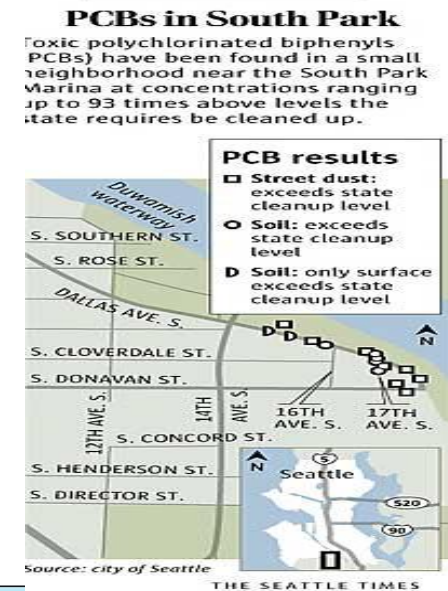 PCBs in South Park
Toxic polychlorinated biphenyls
(PCBs) have been found in a small
neighborhood near the South Park
Marina at concentrations ranging
up to 93 times above levels the
state requires be cleaned up.
PCB results
Street dust:
exceeds state
cleanup level
Soil: exceeds
state cleanup
level
D Soil: only surface
exceeds state
cleanup level
Duwamish
waterway
S. SOUTHERN ST.
S. ROSE ST.
DALLAS AVE. S.
D
D
N
S. CLOVERDALE ST.
S. DONAVAN ST.
12TH AVE. S.
14TH
AVE. S.
16TH
AVE. S.
17TH
AVE. S.
S. CONCORD ST.
S. HENDERSON ST.
S. DIRECTOR ST.
N
5
Seattle
520
90
Source: city of Seattle
THE SEATTLE TIMES